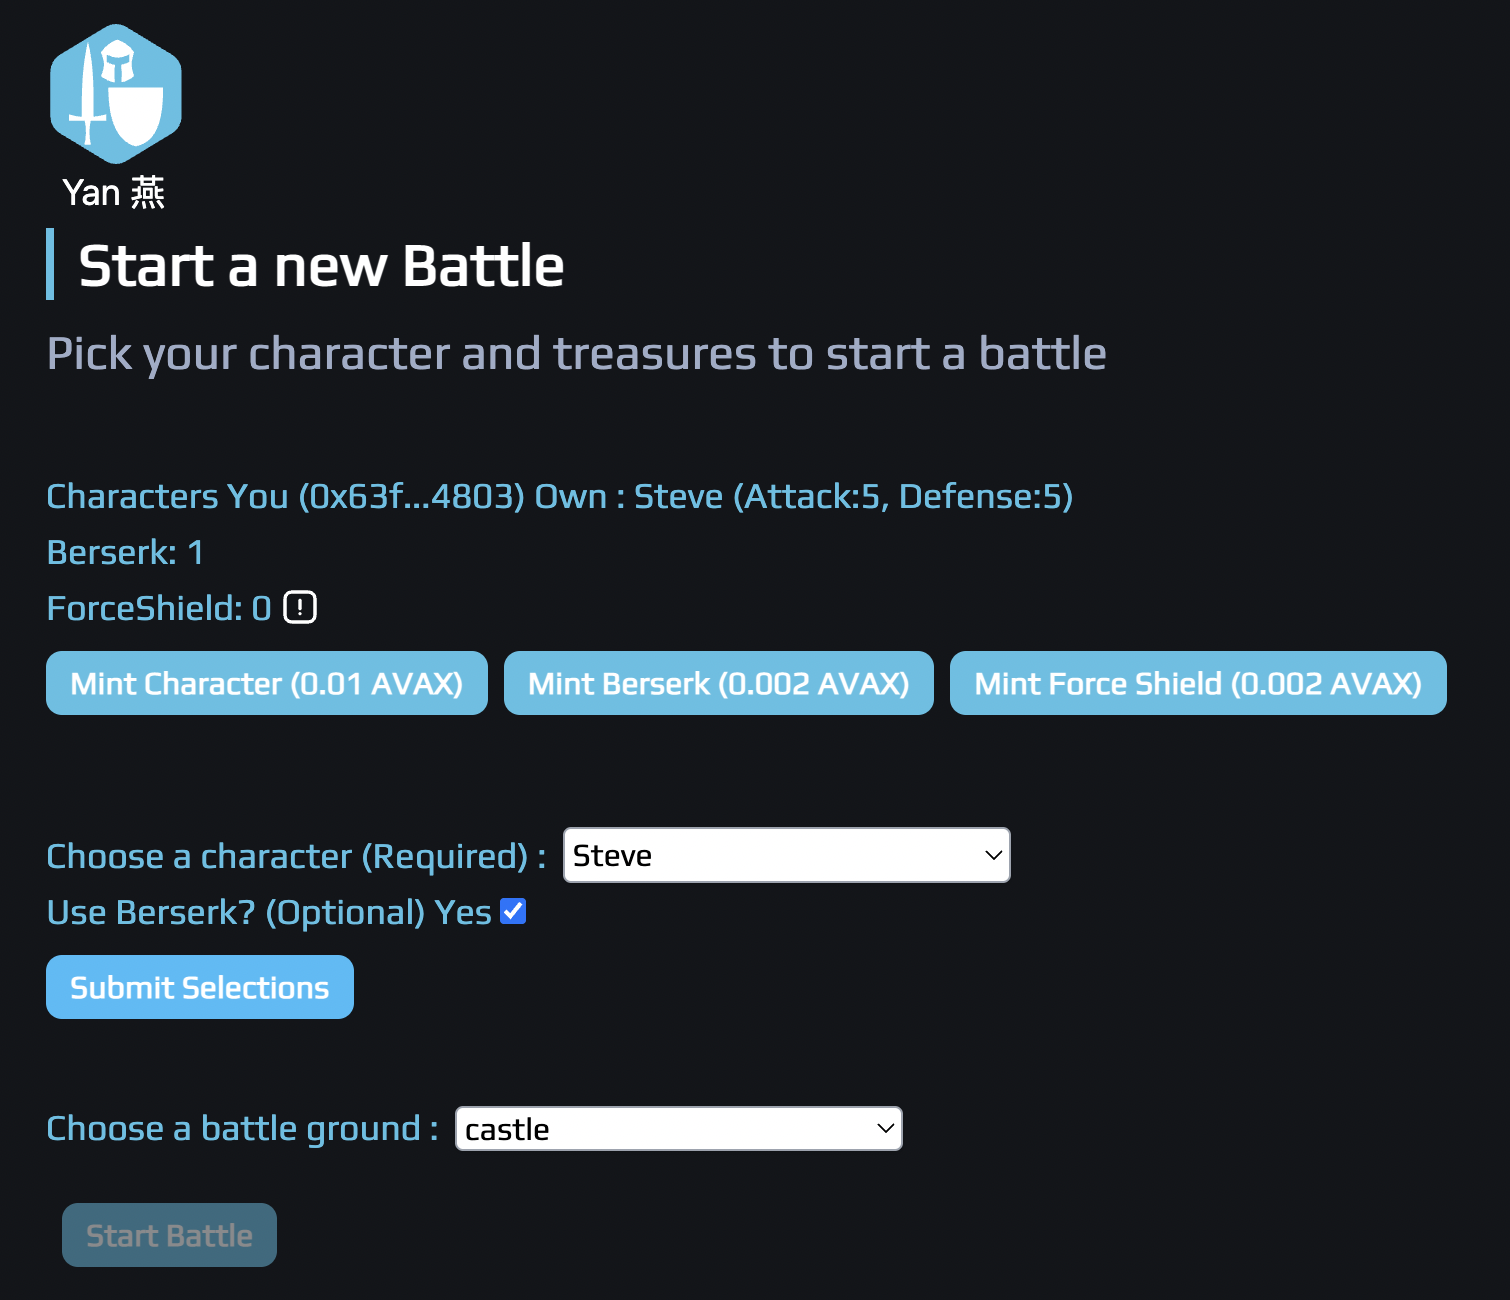 Yan 燕
Start a new Battle
Pick your character and treasures to start a battle
Characters You (0x63f...4803) Own : Steve (Attack:5, Defense:5)
Berserk: 1
ForceShield: 0 !
Mint Character (0.01 AVAX) Mint Berserk (0.002 AVAX) Mint Force Shield (0.002 AVAX)
Choose a character (Required) : Steve
Use Berserk? (Optional) Yes
Submit Selections
Choose a battle ground : castle
Start Battle